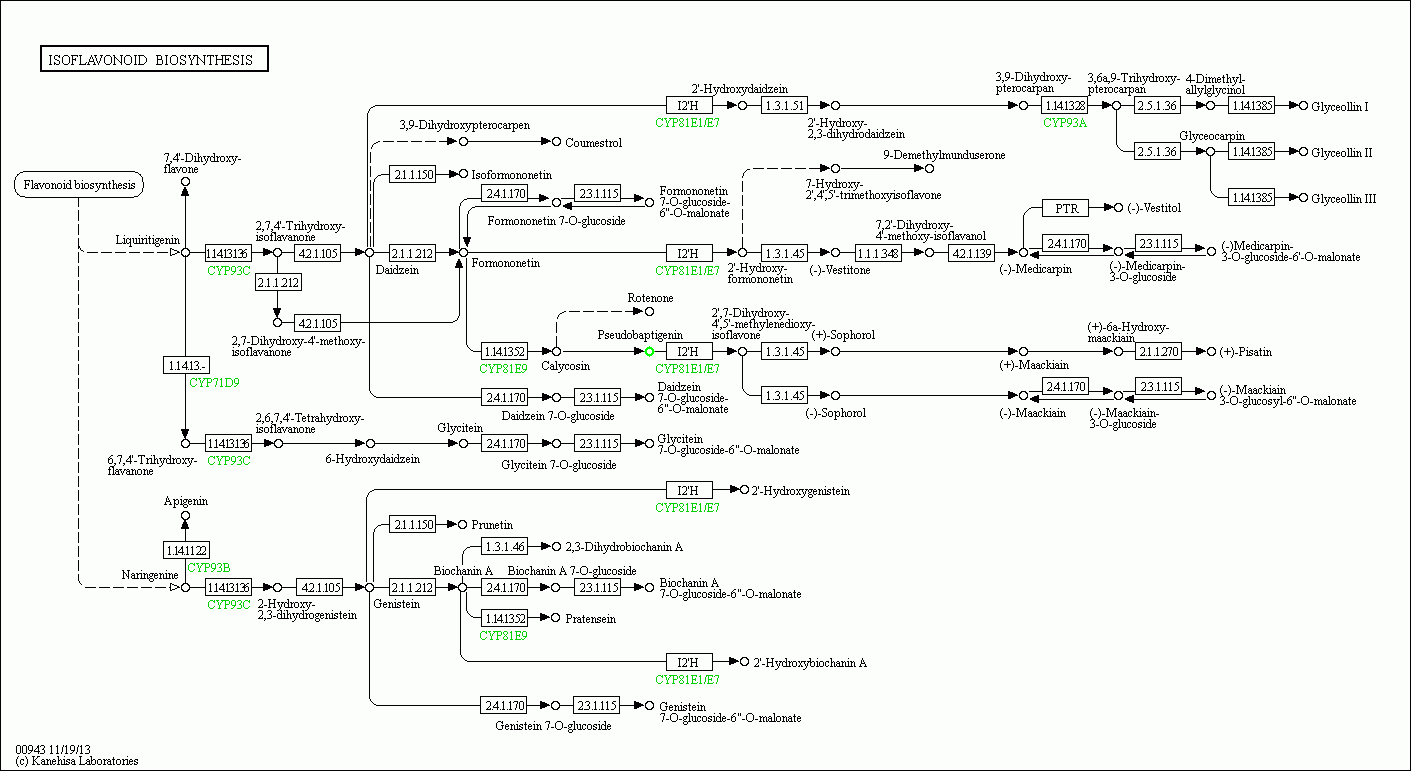 ISOFLAVONOID BIOSYNTHESIS
2'-Hydroxydaidzein
3,9-Dihydroxy-
pterocarpan
3,6a,9-Trihydroxy-
pterocarpan
4-Dimethyl-
allylglycinol
I2'H
1.3.1.51
1.14.13.28
2.5.1.36
1.14.13.85
Glyceollin I
CYP81E1/E7
2'-Hydroxy-
2,3-dihydrodaidzein
CYP93A
3,9-Dihydroxypterocarpen
Coumestrol
Glyceocarpin
2.5.1.36
1.14.13.85
Glyceollin II
7,4'-Dihydroxy-
flavone
9-Demethylmunduserone
2.1.1.150
Isoformononetin
7-Hydroxy-
2',4',5'-trimethoxyisoflavone
Flavonoid biosynthesis
2.4.1.170
2.3.1.115
Formononetin
7-O-glucoside-
6"-O-malonate
Formononetin 7-O-glucoside
1.14.13.85
Glyceollin III
PTR
(-)-Vestitol
2,7,4'-Trihydroxy-
isoflavanone
7,2'-Dihydroxy-
4'-methoxy-isoflavanol
Liquiritigenin
1.14.13.136
4.2.1.105
2.1.1.212
I2'H
1.3.1.45
1.1.1.348
4.2.1.139
2.4.1.170
2.3.1.115
(-)-Medicarpin-
3-O-glucoside-6'-O-malonate
CYP93C
Daidzein
Formononetin
CYP81E1/E7
2'-Hydroxy-
formononetin
(-)-Vestitone
(-)-Medicarpin
(-)-Medicarpin-
3-O-glucoside
2.1.1.212
Rotenone
4.2.1.105
2,7-Dihydroxy-4'-methoxy-
isoflavanone
Pseudobaptigenin
2',7-Dihydroxy-
4',5'-methylenedioxy-
isoflavone
(+)-Sophorol
(+)-6a-Hydroxy-
maackiain
1.14.13.52
I2'H
1.3.1.45
2.1.1.270
(+)-Pisatin
CYP81E9
Calycosin
CYP81E1/E7
(+)-Maackiain
1.14.13.-
CYP71D9
2.4.1.170
2.3.1.115
Daidzein
7-O-glucoside-
6"-O-malonate
Daidzein 7-O-glucoside
1.3.1.45
(-)-Sophorol
2.4.1.170
2.3.1.115
(-)-Maackiain
3-O-glucosyl-6"-O-malonate
(-)-Maackiain
(-)-Maackiain-
3-O-glucoside
2,6,7,4'-Tetrahydroxy-
isoflavanone
Glycitein
1.14.13.136
2.4.1.170
2.3.1.115
Glycitein
7-O-glucoside-6"-O-malonate
6,7,4'-Trihydroxy-
flavanone
CYP93C
6-Hydroxydaidzein
Glycitein 7-O-glucoside
I2'H
2'-Hydroxygenistein
CYP81E1/E7
Apigenin
2.1.1.150
Prunetin
1.14.11.22
CYP93B
1.3.1.46
2,3-Dihydrobiochanin A
Naringenine
Biochanin A
Biochanin A 7-O-glucoside
1.14.13.136
4.2.1.105
2.1.1.212
2.4.1.170
2.3.1.115
Biochanin A
7-O-glucoside-6"-O-malonate
CYP93C
2-Hydroxy-
2,3-dihydrogenistein
Genistein
1.14.13.52
Pratensein
CYP81E9
I2'H
2'-Hydroxybiochanin A
CYP81E1/E7
2.4.1.170
2.3.1.115
Genistein
7-O-glucoside-6"-O-malonate
Genistein 7-O-glucoside
00943 11/19/13
(c) Kanehisa Laboratories